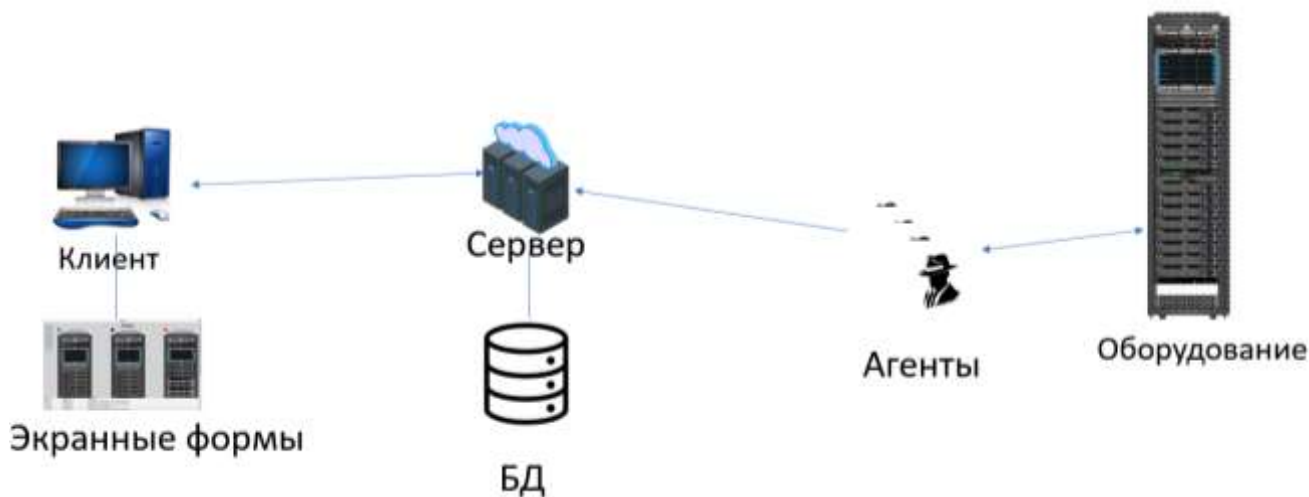 Клиент
Сервер
Агенты
Оборудование
Экранные формы
БД